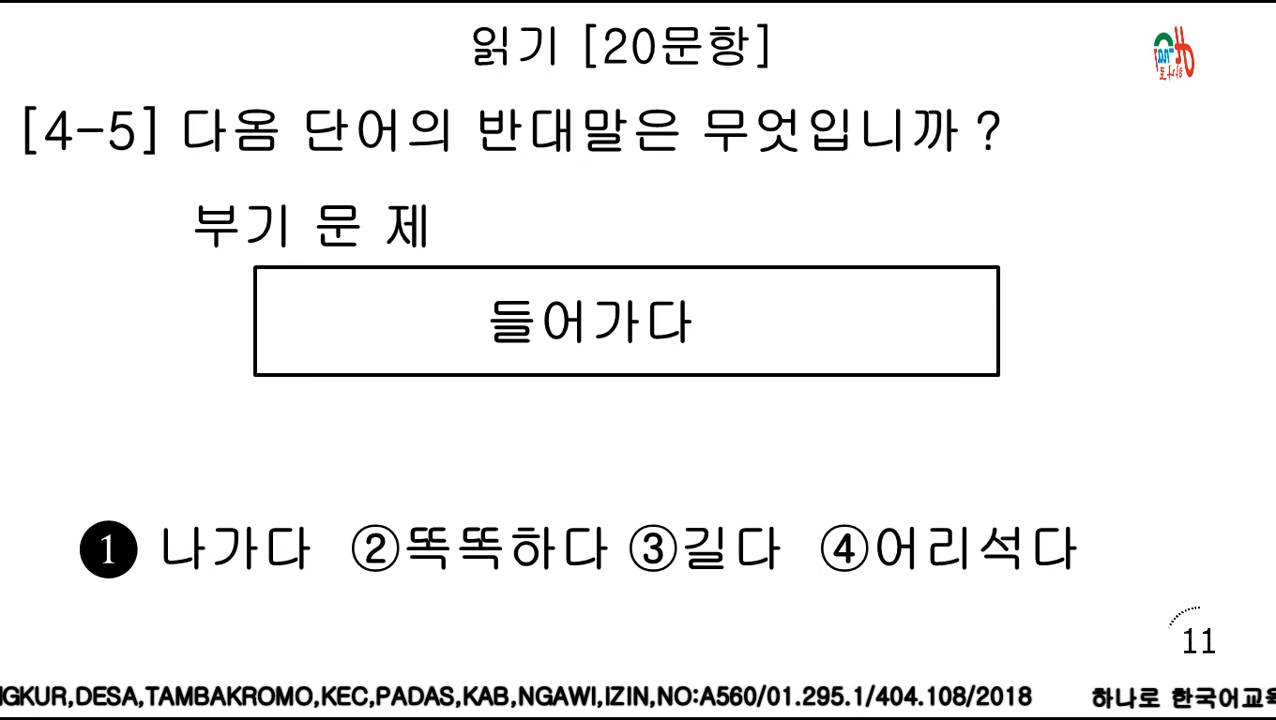 읽기 [20문항]
[4-5] 다옴 단어의 반대말은 무엇입니까?
부기 문 제
들어가다
❶ 나가다 ②똑똑하다 ③길다 ④어리석다
11
GKUR,DESA,TAMBAKROMO,KEC,PADAS,KAB,NGAWI,IZIN,NO:A560/01.295.1/404.108/2018 하나로 한국어교육